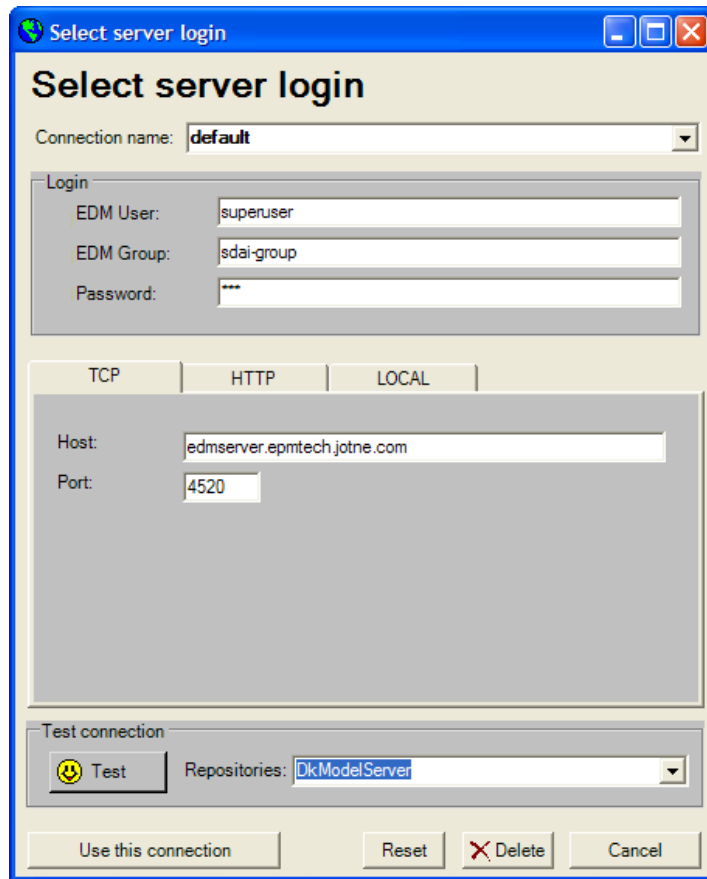 Select server login
Select server login
Connection name: default
Login
EDM User: superuser
EDM Group: sdai-group
Password: ***
TCP HTTP LOCAL
Host: edmserver.epmtech.jotne.com
Port: 4520
Test connection
Test Repositories: DkModelServer
Use this connection Reset Delete Cancel